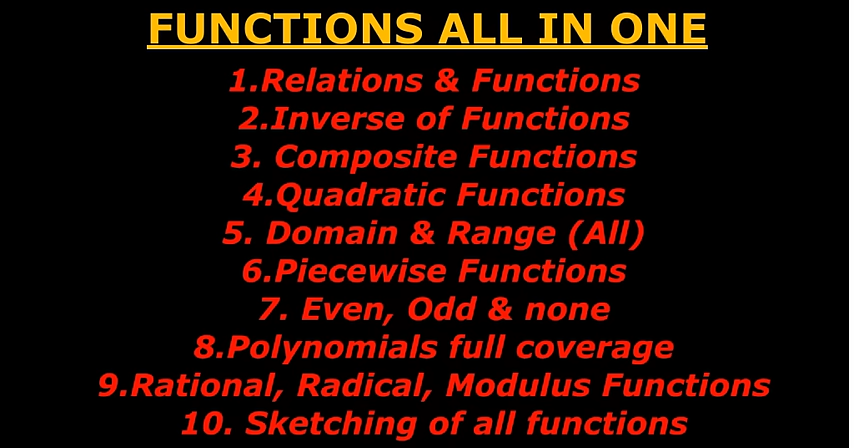 FUNCTIONS ALL IN ONE
1.Relations & Functions
2.Inverse of Functions
3. Composite Functions
4.Quadratic Functions
5. Domain & Range (All)
6.Piecewise Functions
7. Even, Odd & none
8.Polynomials full coverage
9.Rational, Radical, Modulus Functions
10. Sketching of all functions